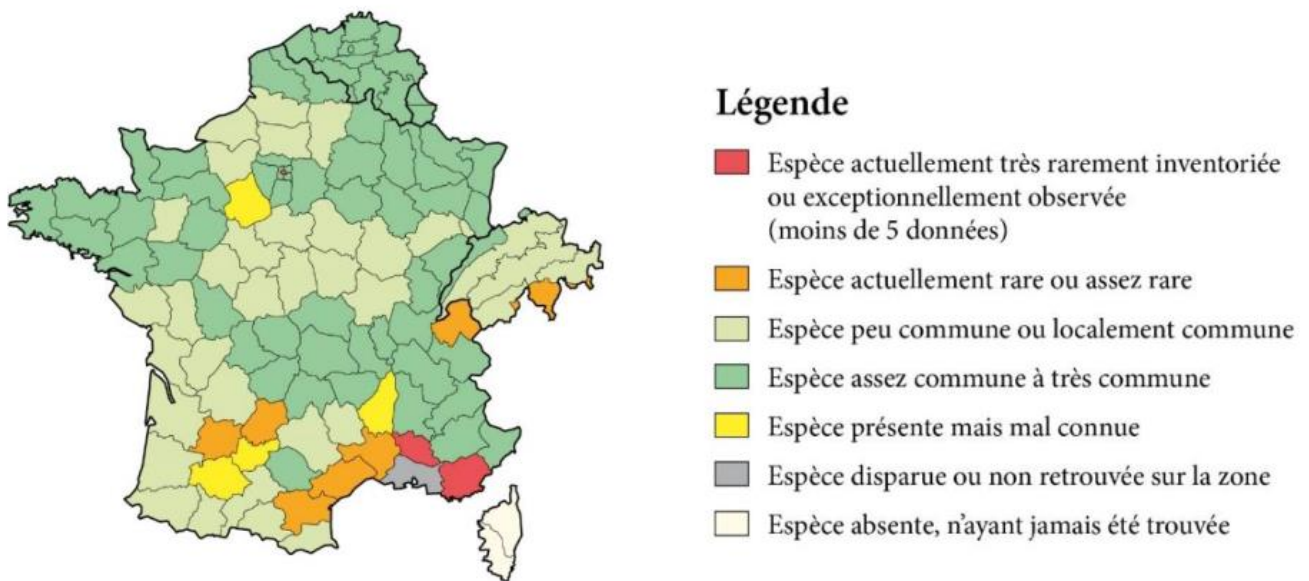 Légende
Espèce actuellement très rarement inventoriée
ou exceptionnellement observée
(moins de 5 données)
Espèce actuellement rare ou assez rare
Espèce peu commune ou localement commune
Espèce assez commune à très commune
Espèce présente mais mal connue
Espèce disparue ou non retrouvée sur la zone
Espèce absente, n'ayant jamais été trouvée